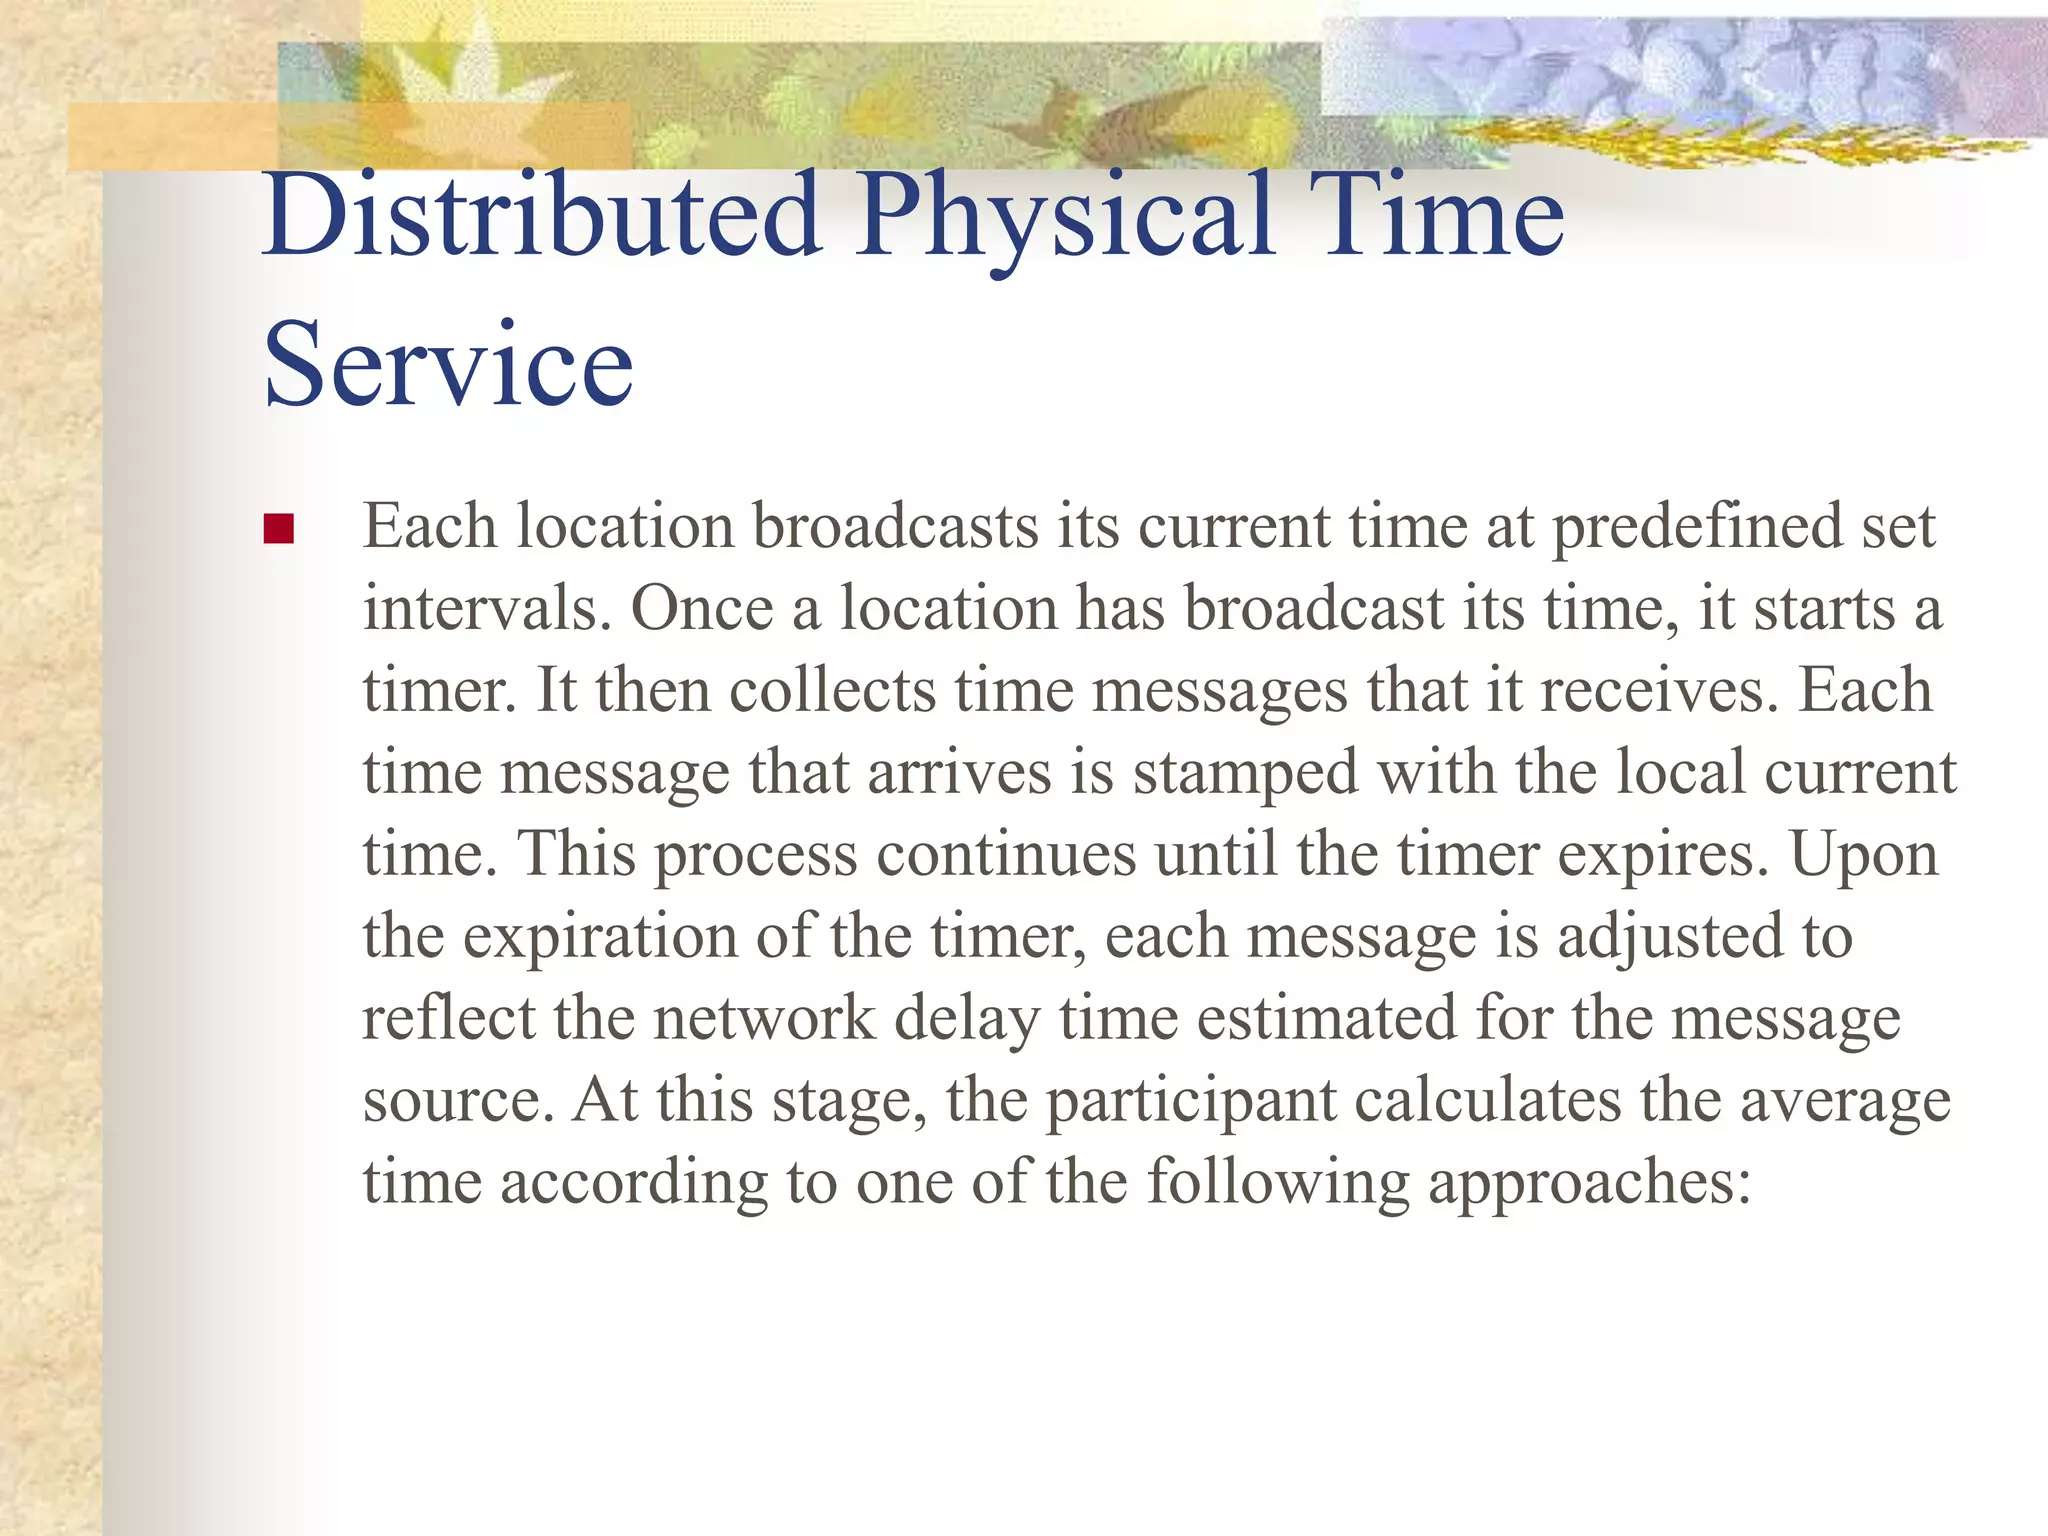 Distributed Physical Time
Service
Each location broadcasts its current time at predefined set
intervals. Once a location has broadcast its time, it starts a
timer. It then collects time messages that it receives. Each
time message that arrives is stamped with the local current
time. This process continues until the timer expires. Upon
the expiration of the timer, each message is adjusted to
reflect the network delay time estimated for the message
source. At this stage, the participant calculates the average
time according to one of the following approaches: